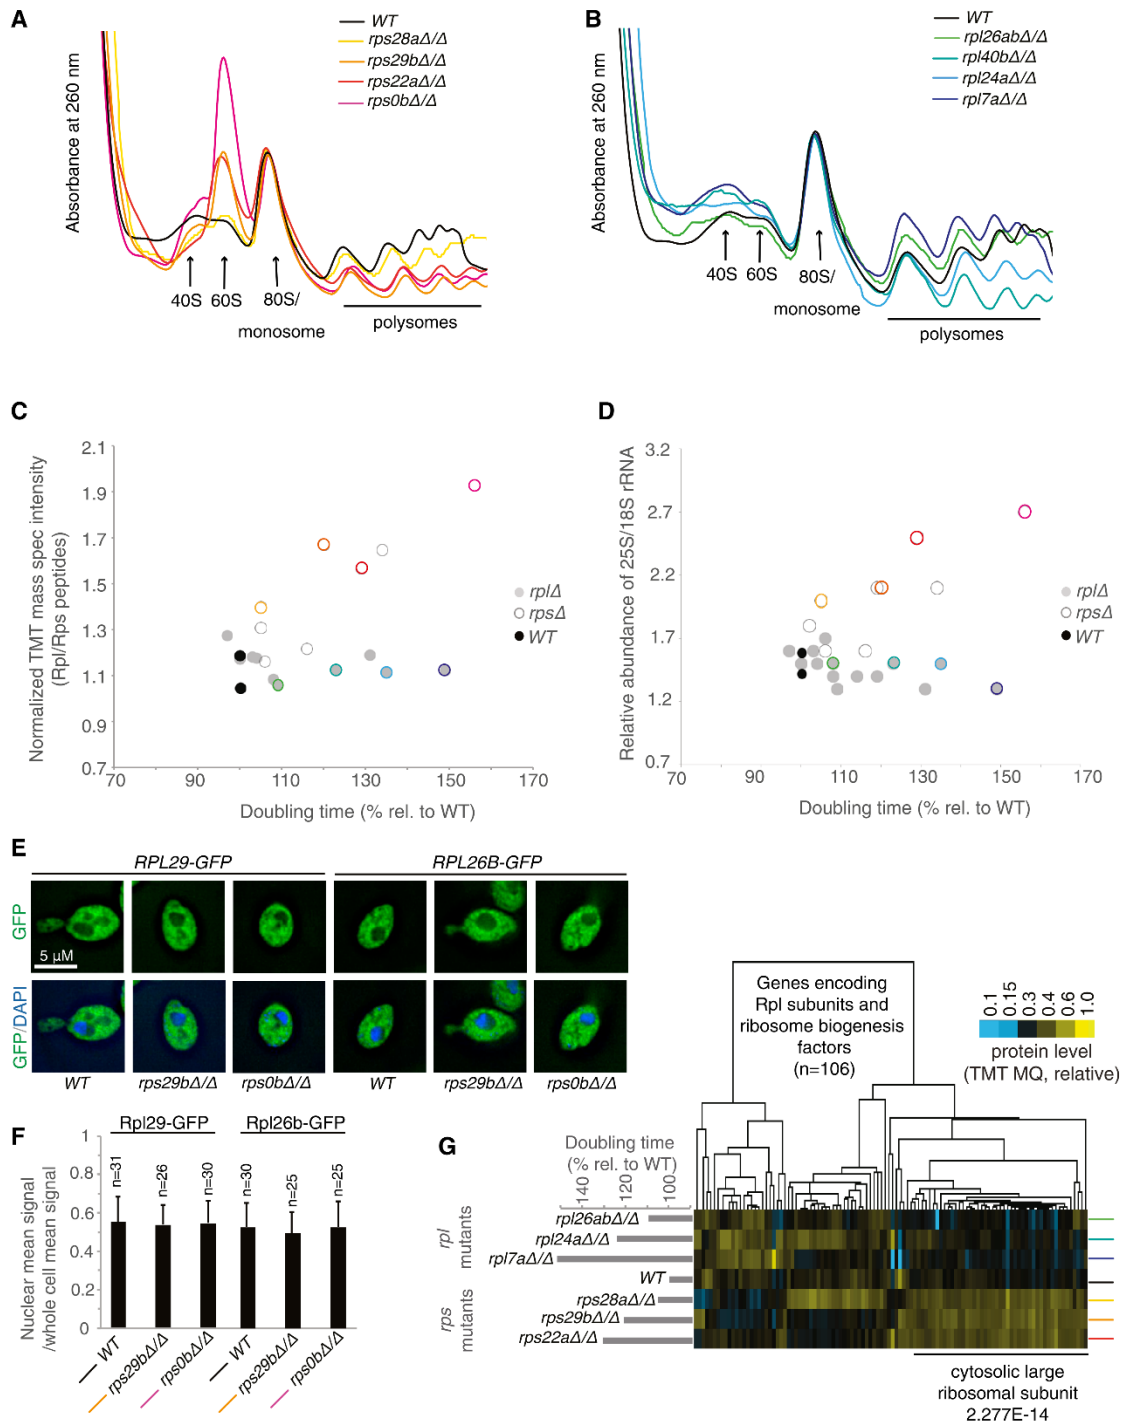 A
WT
rps28aΔ/Δ
rps29bΔ/Δ
rps22aΔ/Δ
rps0bΔ/Δ
Absorbance at 260 nm
40S
60S
80S/
monosome
polysomes
B
WT
rpl26abΔ/Δ
rpl40bΔ/Δ
rpl24aΔ/Δ
rpl7aΔ/Δ
Absorbance at 260 nm
40S
60S
80S/
monosome
polysomes
C
Normalized TMT mass spec intensity
(Rpl/Rps peptides)
2.1
1.9
1.7
1.5
1.3
1.1
0.9
0.7
70
90
110
130
150
170
Doubling time (% rel. to WT)
rplΔ
rpsΔ
WT
D
Relative abundance of 25S/18S rRNA
3.2
2.7
2.2
1.7
1.2
0.7
70
90
110
130
150
170
Doubling time (% rel. to WT)
rplΔ
rpsΔ
WT
E
RPL29-GFP
RPL26B-GFP
GFP
5 µM
GFP/DAPI
WT
rps29bΔ/Δ
rps0bΔ/Δ
WT
rps29bΔ/Δ
rps0bΔ/Δ
F
Rpl29-GFP
Rpl26b-GFP
Nuclear mean signal
/whole cell mean signal
1
0.8
0.6
0.4
0.2
0
n=31
n=26
n=30
n=30
n=25
n=25
WT
rps29bΔ/Δ
rps0bΔ/Δ
WT
rps29bΔ/Δ
rps0bΔ/Δ
G
Genes encoding
Rpl subunits and
ribosome biogenesis
factors
(n=106)
0.1
0.15
0.3
0.4
0.6
1.0
protein level
(TMT MQ, relative)
Doubling time
(% rel. to WT)
140
120
100
rpl
mutants
rpl26abΔ/Δ
rpl24aΔ/Δ
rpl7aΔ/Δ
WT
rps
mutants
rps28aΔ/Δ
rps29bΔ/Δ
rps22aΔ/Δ
cytosolic large
ribosomal subunit
2.277E-14